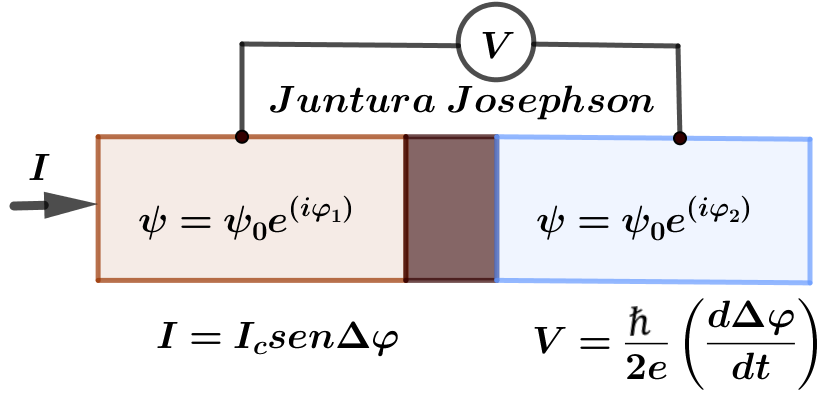 V
Juntura Josephson
I
ψ = ψ₀e^(iφ₁)
ψ = ψ₀e^(iφ₂)
I = I_c senΔφ
V = ħ/2e (dΔφ/dt)